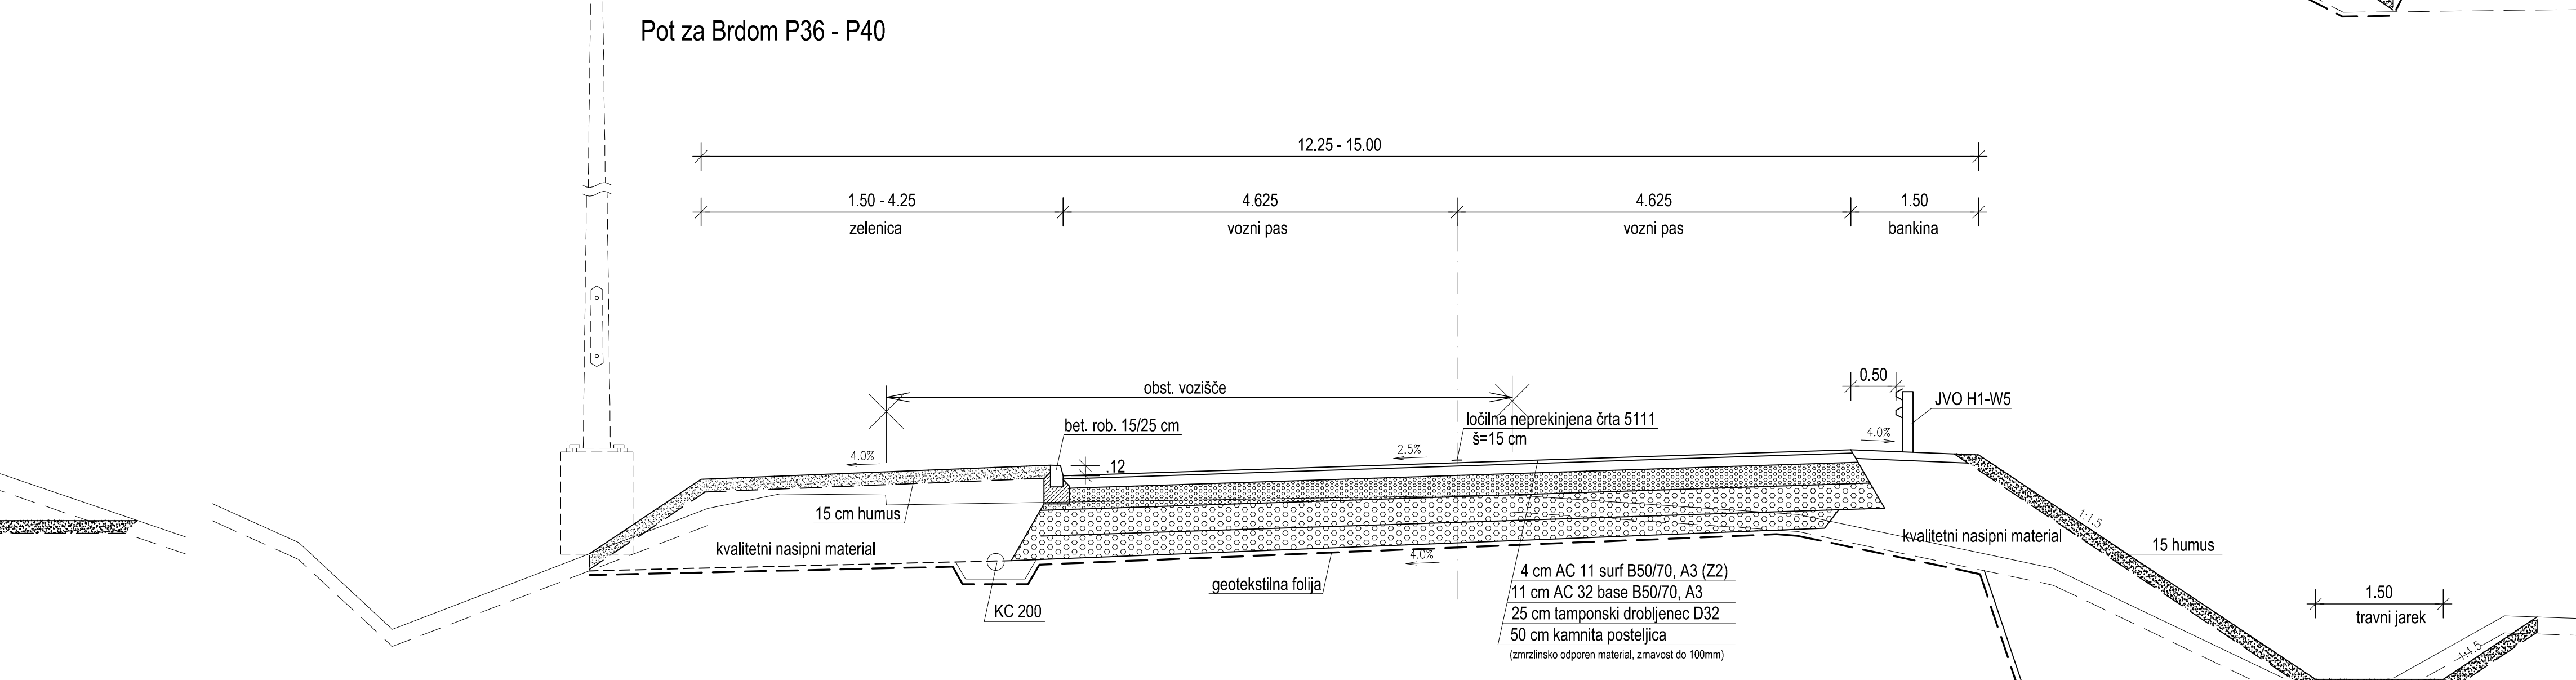 Pot za Brdom P36 - P40
12.25 - 15.00
1.50 - 4.25
4.625
4.625
1.50
zelenica
vozni pas
vozni pas
bankina
obst. vozišče
0.50
JVO H1-W5
bet. rob. 15/25 cm
ločilna neprekinjena črta 5111
š=15 cm
4.0%
.12
2.5%
4.0%
15 cm humus
1:1.5
kvalitetni nasipni material
kvalitetni nasipni material
15 humus
4.0%
geotekstilna folija
KC 200
4 cm AC 11 surf B50/70, A3 (Z2)
11 cm AC 32 base B50/70, A3
25 cm tamponski drobljenec D32
50 cm kamnita posteljica
(zmrzlinsko odporen material, zrnavost do 100mm)
1.50
travni jarek
1:1.5